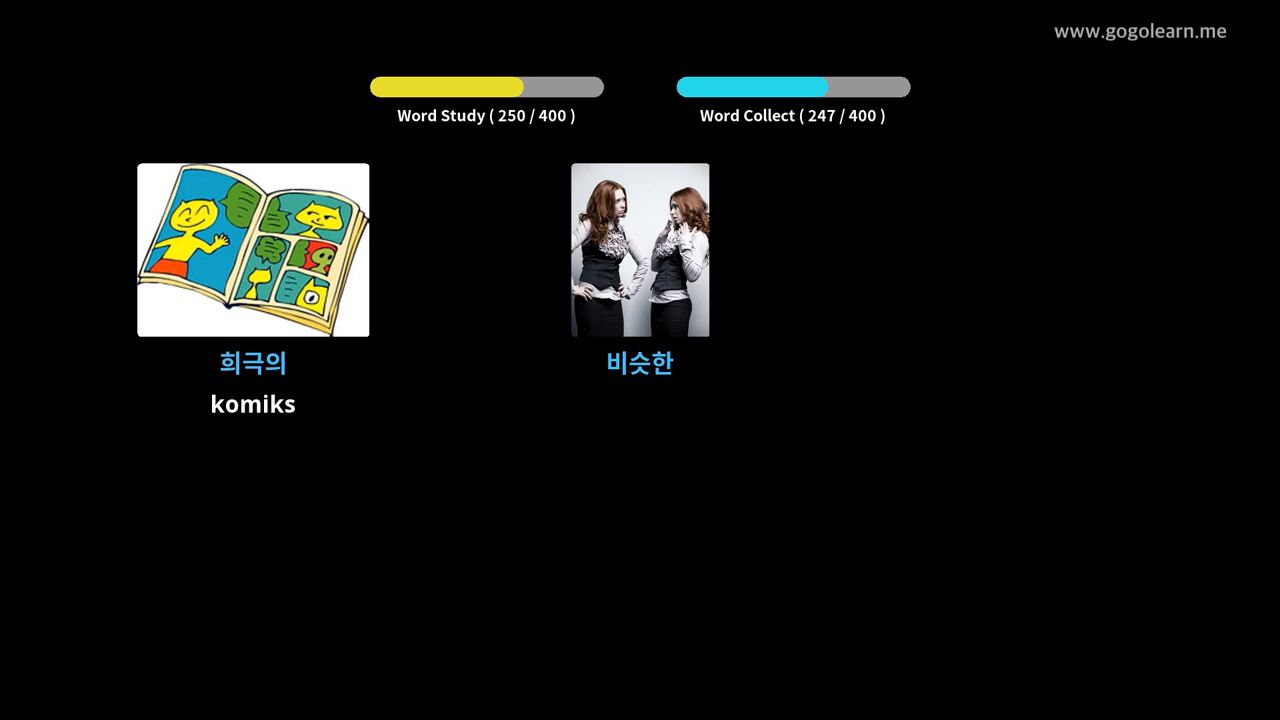 www.gogolearn.me
Word Study ( 250 / 400 )
Word Collect ( 247 / 400 )
희극의
비슷한
komiks